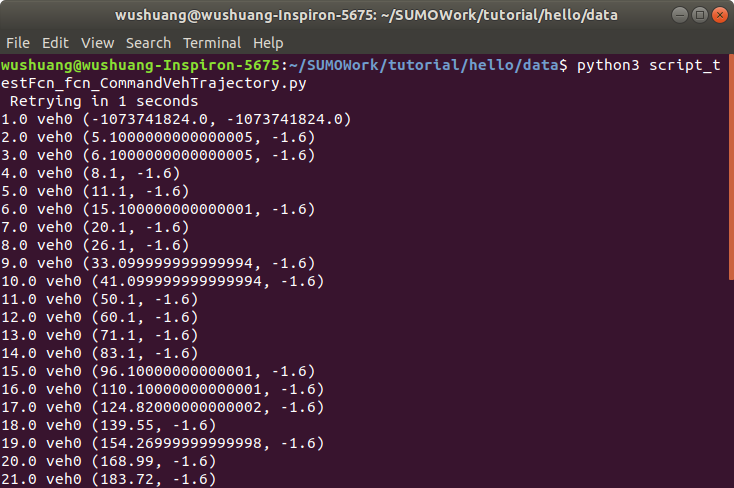 wushuang@wushuang-Inspiron-5675: ~/SUMOWork/tutorial/hello/data
File Edit View Search Terminal Help
wushuang@wushuang-Inspiron-5675:~/SUMOWork/tutorial/hello/data$ python3 script_t
estFcn_fcn_CommandVehTrajectory.py
 Retrying in 1 seconds
1.0 veh0 (-1073741824.0, -1073741824.0)
2.0 veh0 (5.1000000000000005, -1.6)
3.0 veh0 (6.1000000000000005, -1.6)
4.0 veh0 (8.1, -1.6)
5.0 veh0 (11.1, -1.6)
6.0 veh0 (15.100000000000001, -1.6)
7.0 veh0 (20.1, -1.6)
8.0 veh0 (26.1, -1.6)
9.0 veh0 (33.099999999999994, -1.6)
10.0 veh0 (41.099999999999994, -1.6)
11.0 veh0 (50.1, -1.6)
12.0 veh0 (60.1, -1.6)
13.0 veh0 (71.1, -1.6)
14.0 veh0 (83.1, -1.6)
15.0 veh0 (96.10000000000001, -1.6)
16.0 veh0 (110.10000000000001, -1.6)
17.0 veh0 (124.82000000000002, -1.6)
18.0 veh0 (139.55, -1.6)
19.0 veh0 (154.26999999999998, -1.6)
20.0 veh0 (168.99, -1.6)
21.0 veh0 (183.72, -1.6)